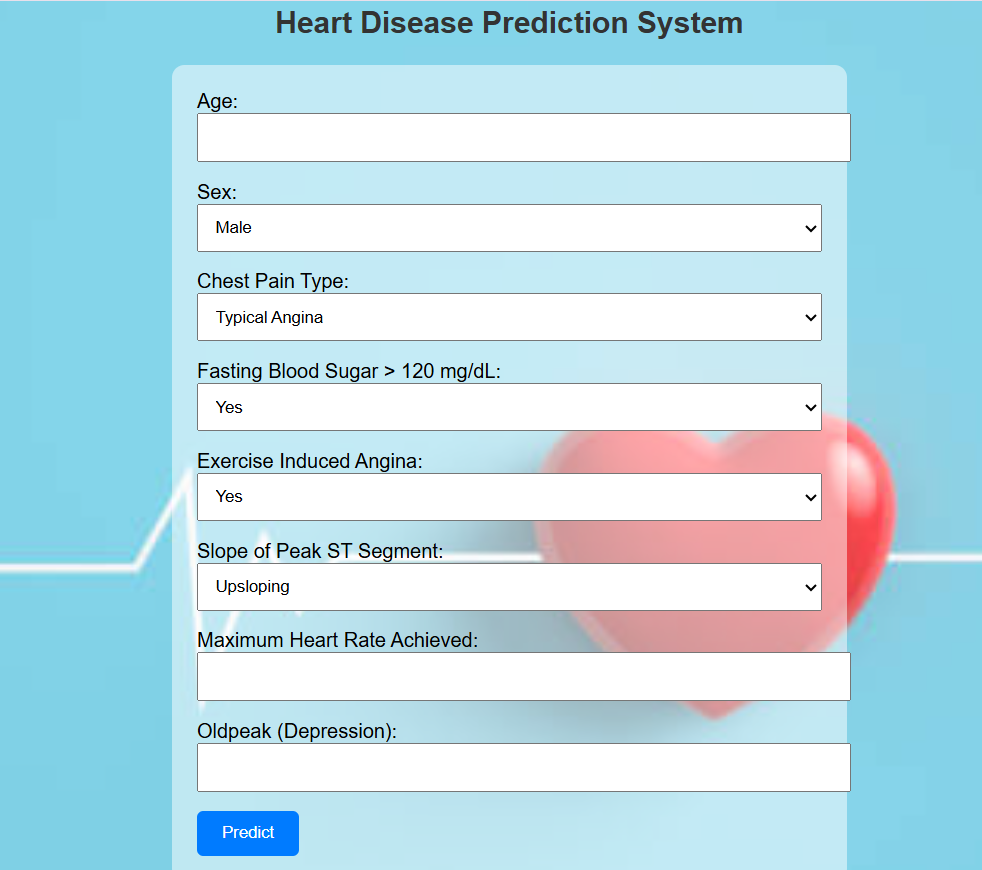 Heart Disease Prediction System
Age:
Sex:
Male
Chest Pain Type:
Typical Angina
Fasting Blood Sugar > 120 mg/dL:
Yes
Exercise Induced Angina:
Yes
Slope of Peak ST Segment:
Upsloping
Maximum Heart Rate Achieved:
Oldpeak (Depression):
Predict